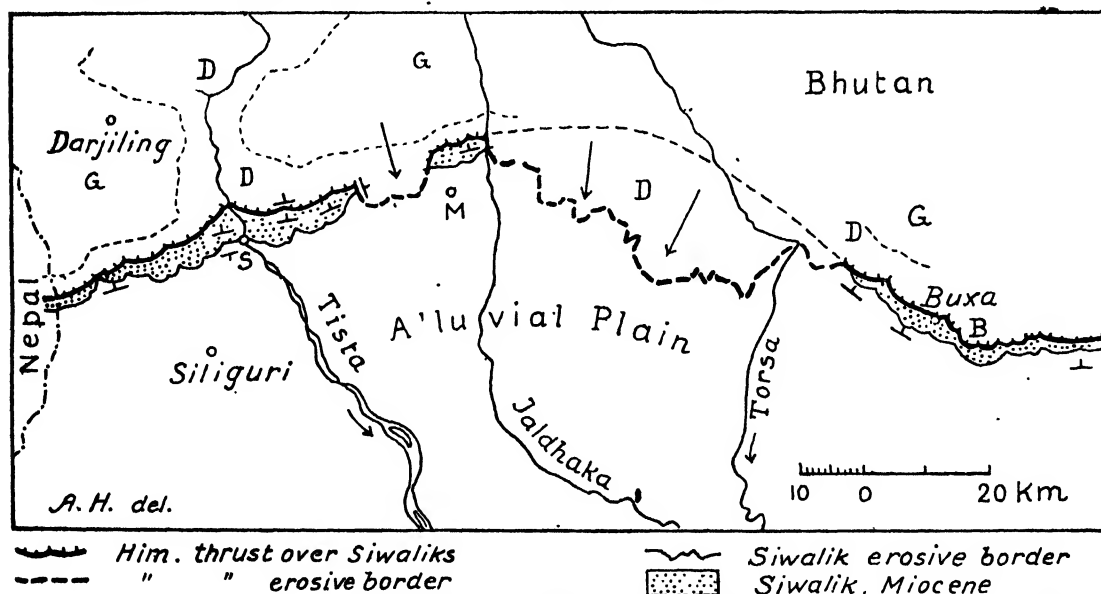 D
G
Bhutan
Darjiling
G
D
M
D
D
G
S
Nepal
Tista
A'luvial Plain
Buxa
B
Siliguri
Torsa
Jaldhaka
10 0 20 Km
A.H. del.
Him. thrust over Siwaliks
" " erosive border
Siwalik erosive border
Siwalik, Miocene